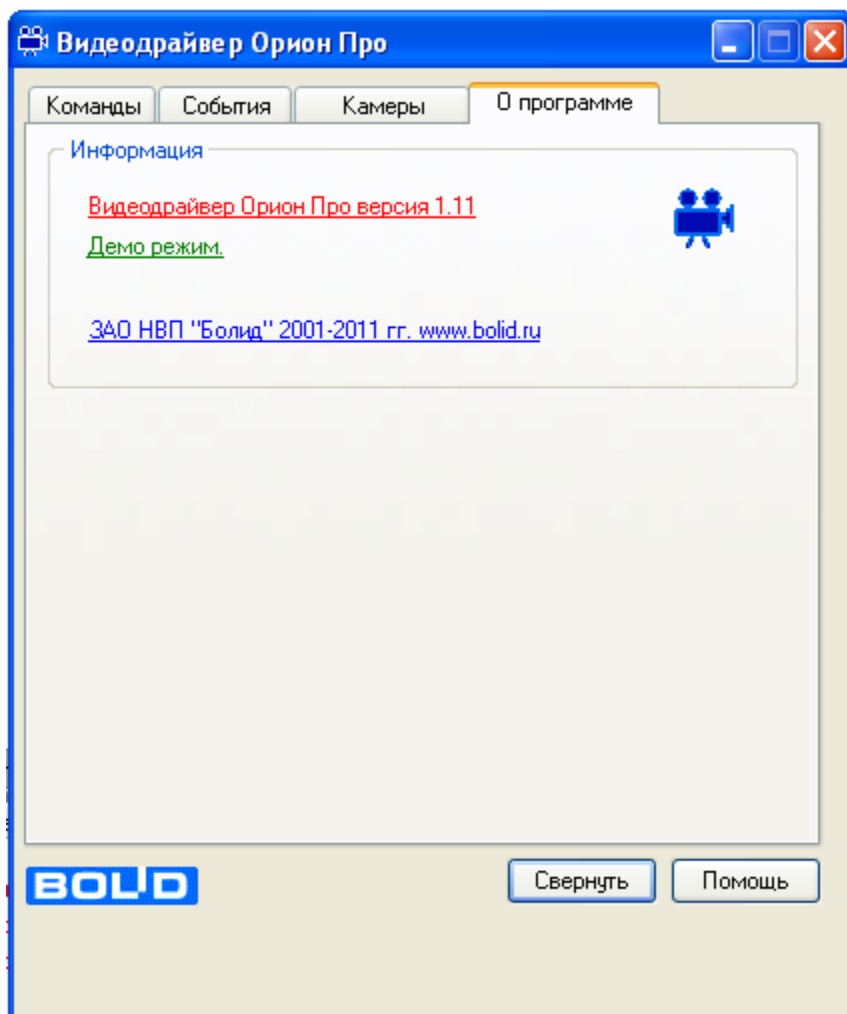 Видеодрайвер Орион Про
Команды События Камеры О программе
Информация
Видеодрайвер Орион Про версия 1.11
Демо режим.
ЗАО НВП "Болид" 2001-2011 гг. www.bolid.ru
BOLID Свернуть Помощь